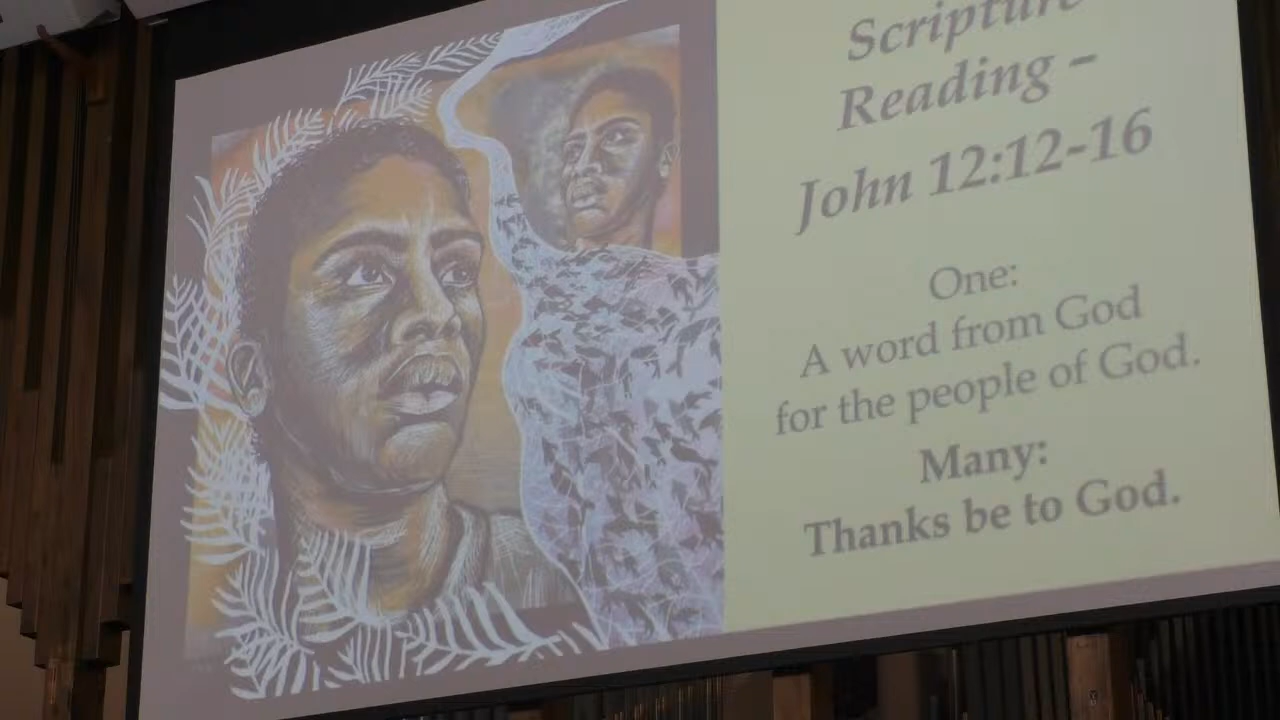 Scripture
Reading –
John 12:12-16
One:
A word from God
for the people of God.
Many:
Thanks be to God.